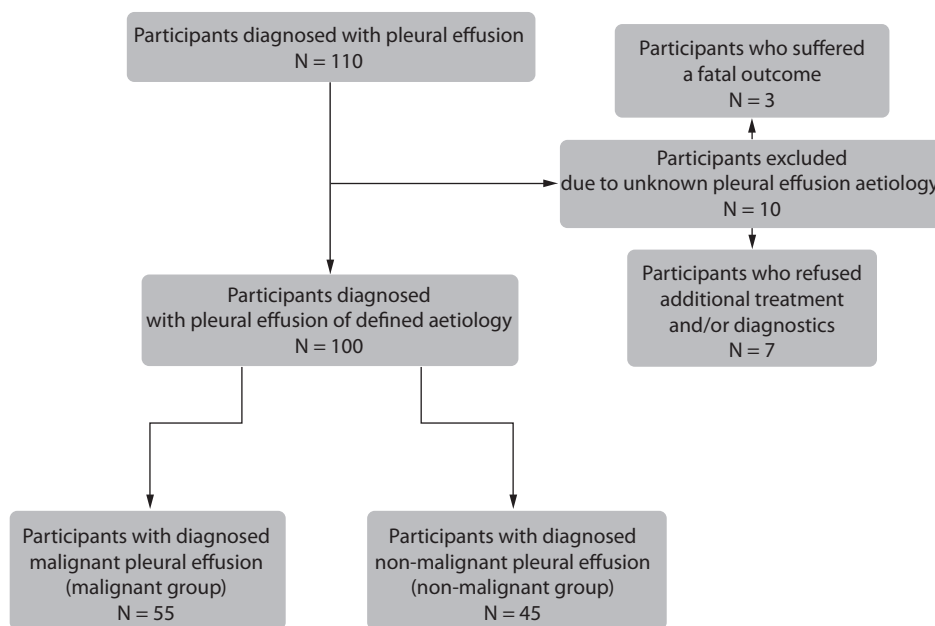 Participants diagnosed with pleural effusion
N = 110
Participants who suffered
a fatal outcome
N = 3
Participants excluded
due to unknown pleural effusion aetiology
N = 10
Participants who refused
additional treatment
and/or diagnostics
N = 7
Participants diagnosed
with pleural effusion of defined aetiology
N = 100
Participants with diagnosed
malignant pleural effusion
(malignant group)
N = 55
Participants with diagnosed
non-malignant pleural effusion
(non-malignant group)
N = 45